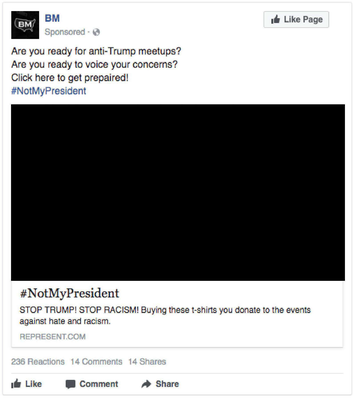 BM
BM
Sponsored ·
Like Page
Are you ready for anti-Trump meetups?
Are you ready to voice your concerns?
Click here to get prepaired!
#NotMyPresident
#NotMyPresident
STOP TRUMP! STOP RACISM! Buying these t-shirts you donate to the events
against hate and racism.
REPRESENT.COM
236 Reactions 14 Comments 14 Shares
Like Comment Share